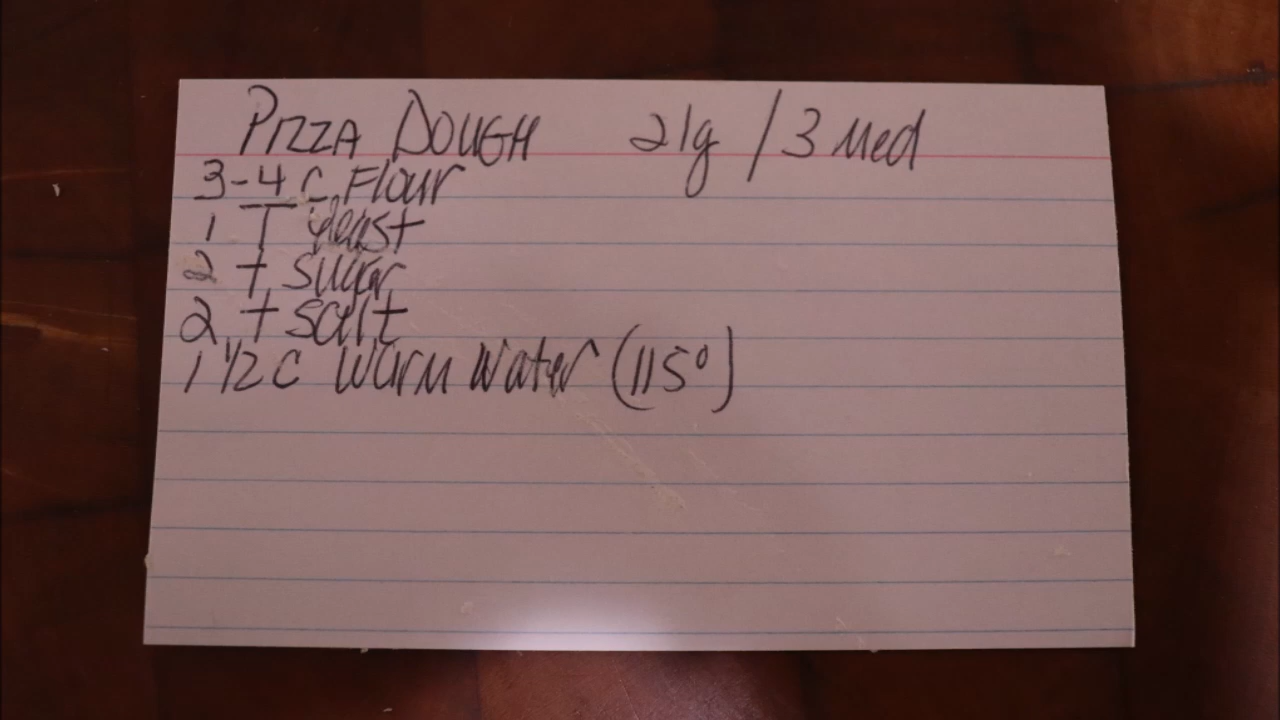 PIZZA DOUGH 2lg / 3 Med
3-4 C Flour
1 T yeast
2 t sugar
2 t salt
1 1/2 C Warm Water (115°)